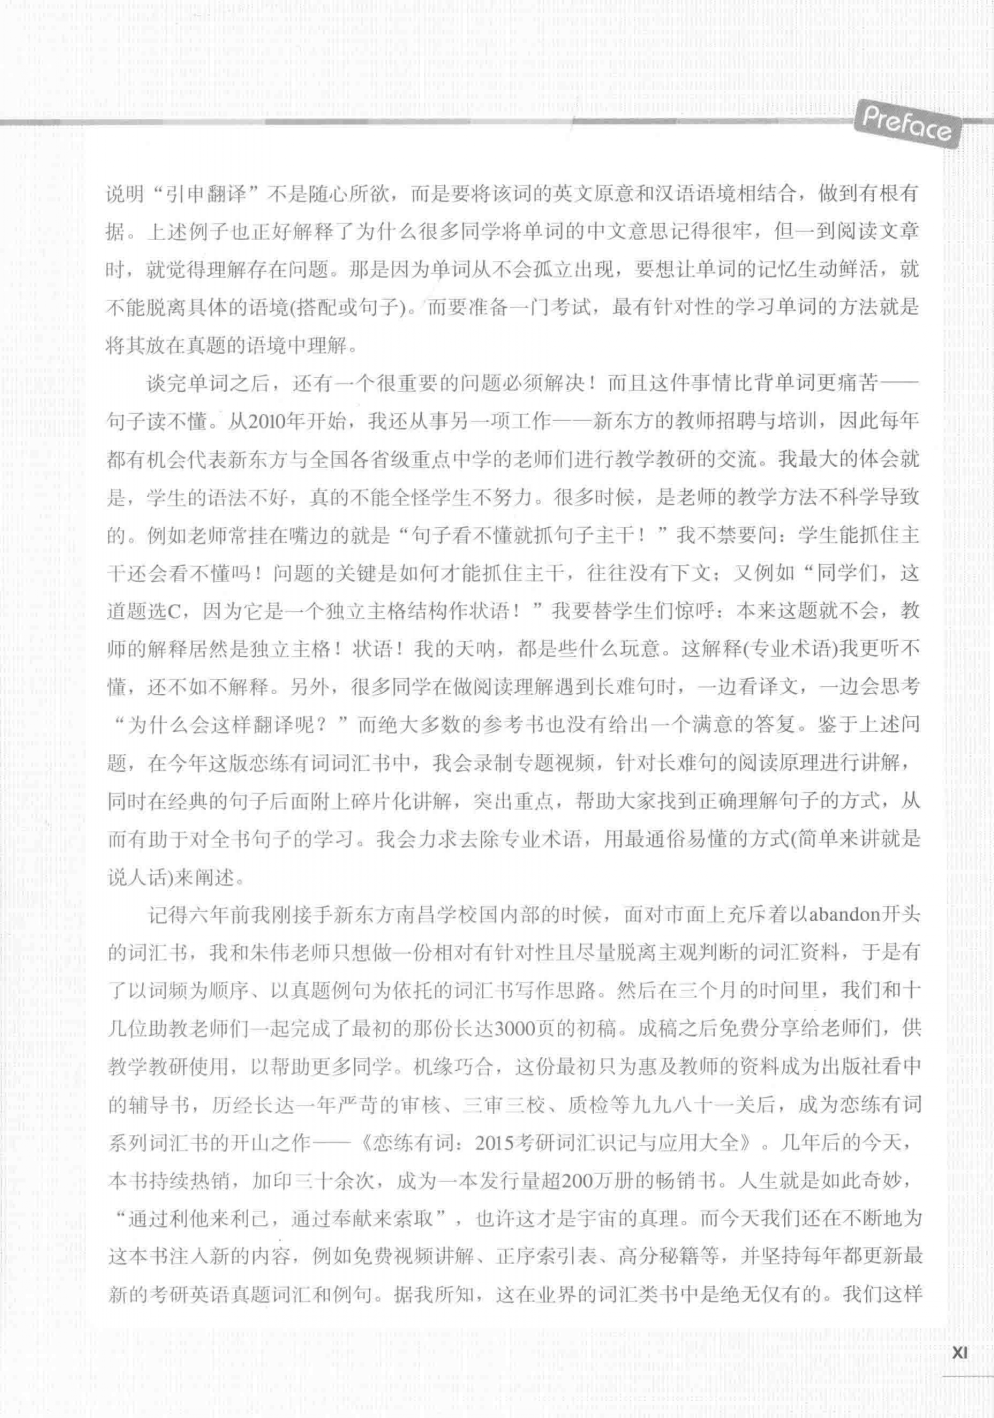 Preface
说明“引申翻译”不是随心所欲，而是要将该词的英文原意和汉语语境相结合，做到有根有
据。上述例子也正好解释了为什么很多同学将单词的中文意思记得很牢，但一到阅读文章
时，就觉得理解存在问题。那是因为单词从不会孤立出现，要想让单词的记忆生动鲜活，就
不能脱离具体的语境(搭配或句子)。而要准备一门考试，最有针对性的学习单词的方法就是
将其放在真题的语境中理解。
谈完单词之后，还有一个很重要的问题必须解决！而且这件事情比背单词更痛苦——
句子读不懂。从2010年开始，我还从事另一项工作——新东方的教师招聘与培训，因此每年
都有机会代表新东方与全国各省级重点中学的老师们进行教学教研的交流。我最大的体会就
是，学生的语法不好，真的不能全怪学生不努力。很多时候，是老师的教学方法不科学导致
的。例如老师常挂在嘴边的就是“句子看不懂就抓句子主干！”我不禁要问：学生能抓住主
干还会看不懂吗！问题的关键是如何才能抓住主干，往往没有下文；又例如“同学们，这
道题选C，因为它是一个独立主格结构作状语！”我要替学生们惊呼：本来这题就不会，教
师的解释居然是独立主格！状语！我的天呐，都是些什么玩意。这解释(专业术语)我更听不
懂，还不如不解释。另外，很多同学在做阅读理解遇到长难句时，一边看译文，一边会思考
“为什么会这样翻译呢？”而绝大多数的参考书也没有给出一个满意的答复。鉴于上述问
题，在今年这版恋练有词词汇书中，我会录制专题视频，针对长难句的阅读原理进行讲解，
同时在经典的句子后面附上碎片化讲解，突出重点，帮助大家找到正确理解句子的方式，从
而有助于对全书句子的学习。我会力求去除专业术语，用最通俗易懂的方式(简单来讲就是
说人话)来阐述。
记得六年前我刚接手新东方南昌学校国内部的时候，面对市面上充斥着以abandon开头
的词汇书，我和朱伟老师只想做一份相对有针对性且尽量脱离主观判断的词汇资料，于是有
了以词频为顺序、以真题例句为依托的词汇书写作思路。然后在三个月的时间里，我们和十
几位助教老师们一起完成了最初的那份长达3000页的初稿。成稿之后免费分享给老师们，供
教学教研使用，以帮助更多同学。机缘巧合，这份最初只为惠及教师的资料成为出版社看中
的辅导书，历经长达一年严苛的审核、三审三校、质检等九九八十一关后，成为恋练有词
系列词汇书的开山之作——《恋练有词：2015考研词汇识记与应用大全》。几年后的今天，
本书持续热销，加印三十余次，成为一本发行量超200万册的畅销书。人生就是如此奇妙，
“通过利他来利己，通过奉献来索取”，也许这才是宇宙的真理。而今天我们还在不断地为
这本书注入新的内容，例如免费视频讲解、正序索引表、高分秘籍等，并坚持每年都更新最
新的考研英语真题词汇和例句。据我所知，这在业界的词汇类书中是绝无仅有的。我们这样
XI